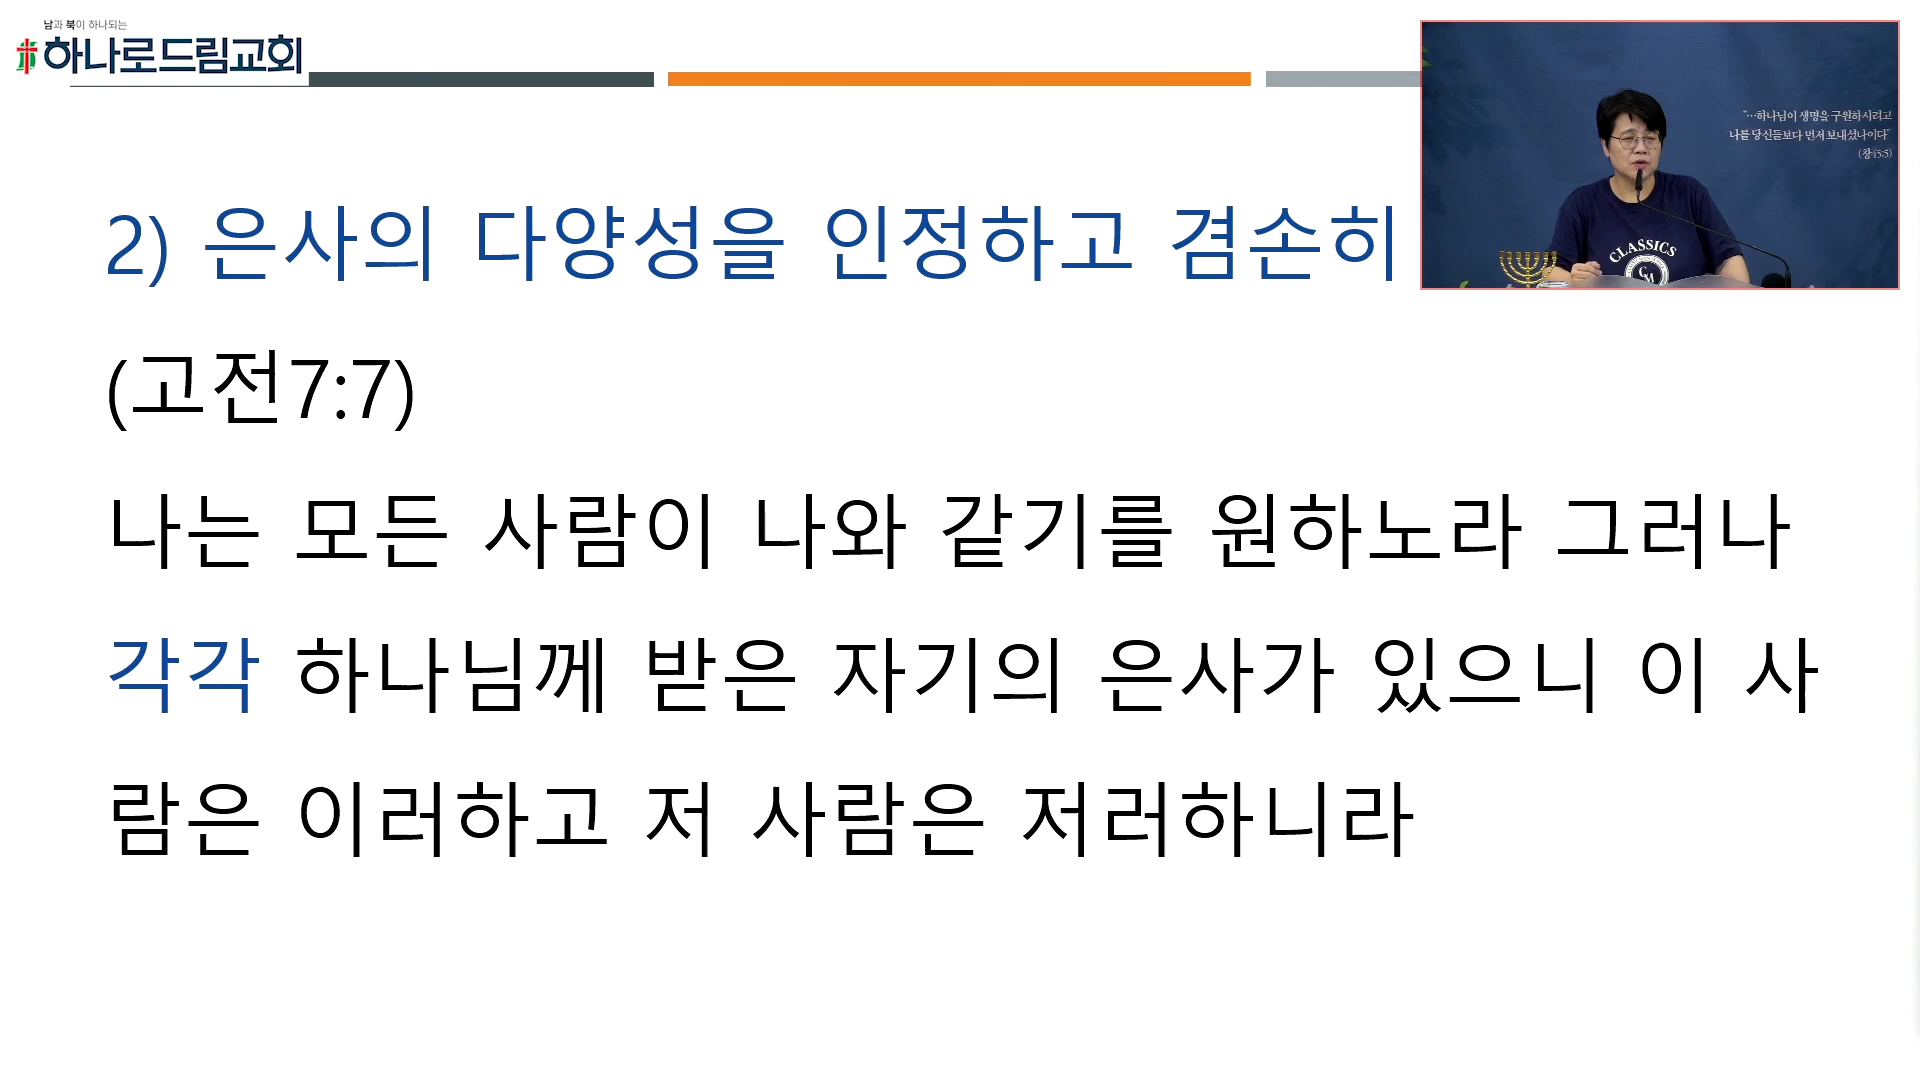 남과 북이 하나되는
하나로드림교회
"…하나님이 생명을 구원하시려고
나를 당신들보다 먼저 보내셨나이다"
(창45:5)
CLASSICS
2) 은사의 다양성을 인정하고 겸손히
(고전7:7)
나는 모든 사람이 나와 같기를 원하노라 그러나
각각 하나님께 받은 자기의 은사가 있으니 이 사
람은 이러하고 저 사람은 저러하니라